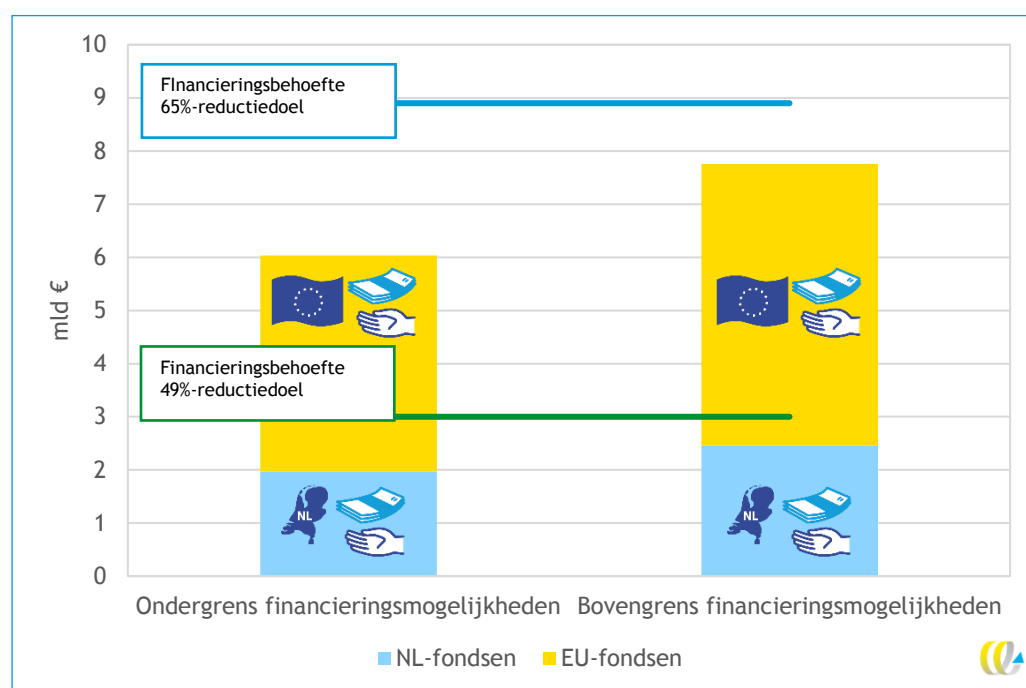 10
9
8
7
6
5
4
3
2
1
0
mld €
FInancieringsbehoefte
65%-reductiedoel
Financieringsbehoefte
49%-reductiedoel
NL
NL
Ondergrens financieringsmogelijkheden
Bovengrens financieringsmogelijkheden
NL-fondsen
EU-fondsen